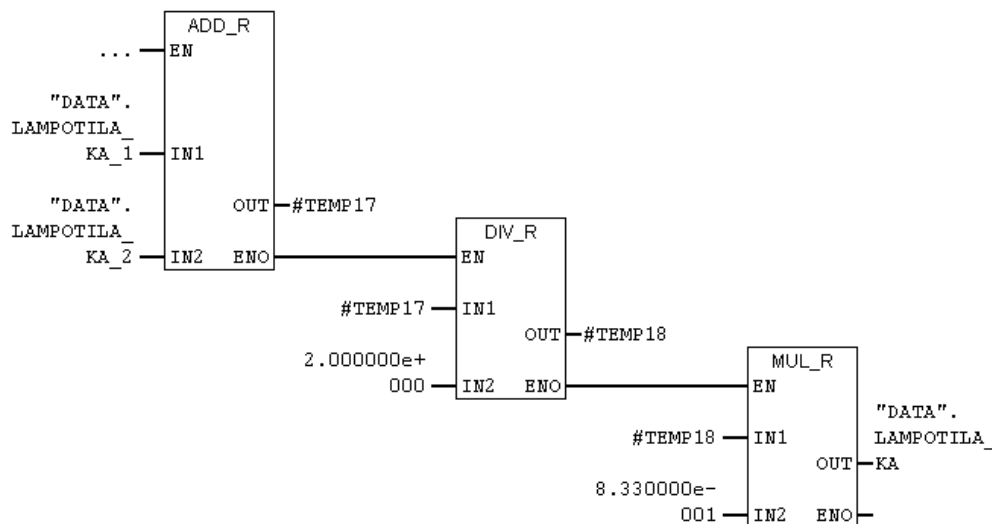 ADD_R
... EN
"DATA".
LAMPOTILA_
KA_1 IN1
"DATA".
LAMPOTILA_
KA_2 IN2
OUT #TEMP17
ENO
DIV_R
EN
#TEMP17 IN1
OUT #TEMP18
2.000000e+
000 IN2 ENO
MUL_R
EN
#TEMP18 IN1
"DATA".
LAMPOTILA_
OUT KA
8.330000e-
001 IN2 ENO